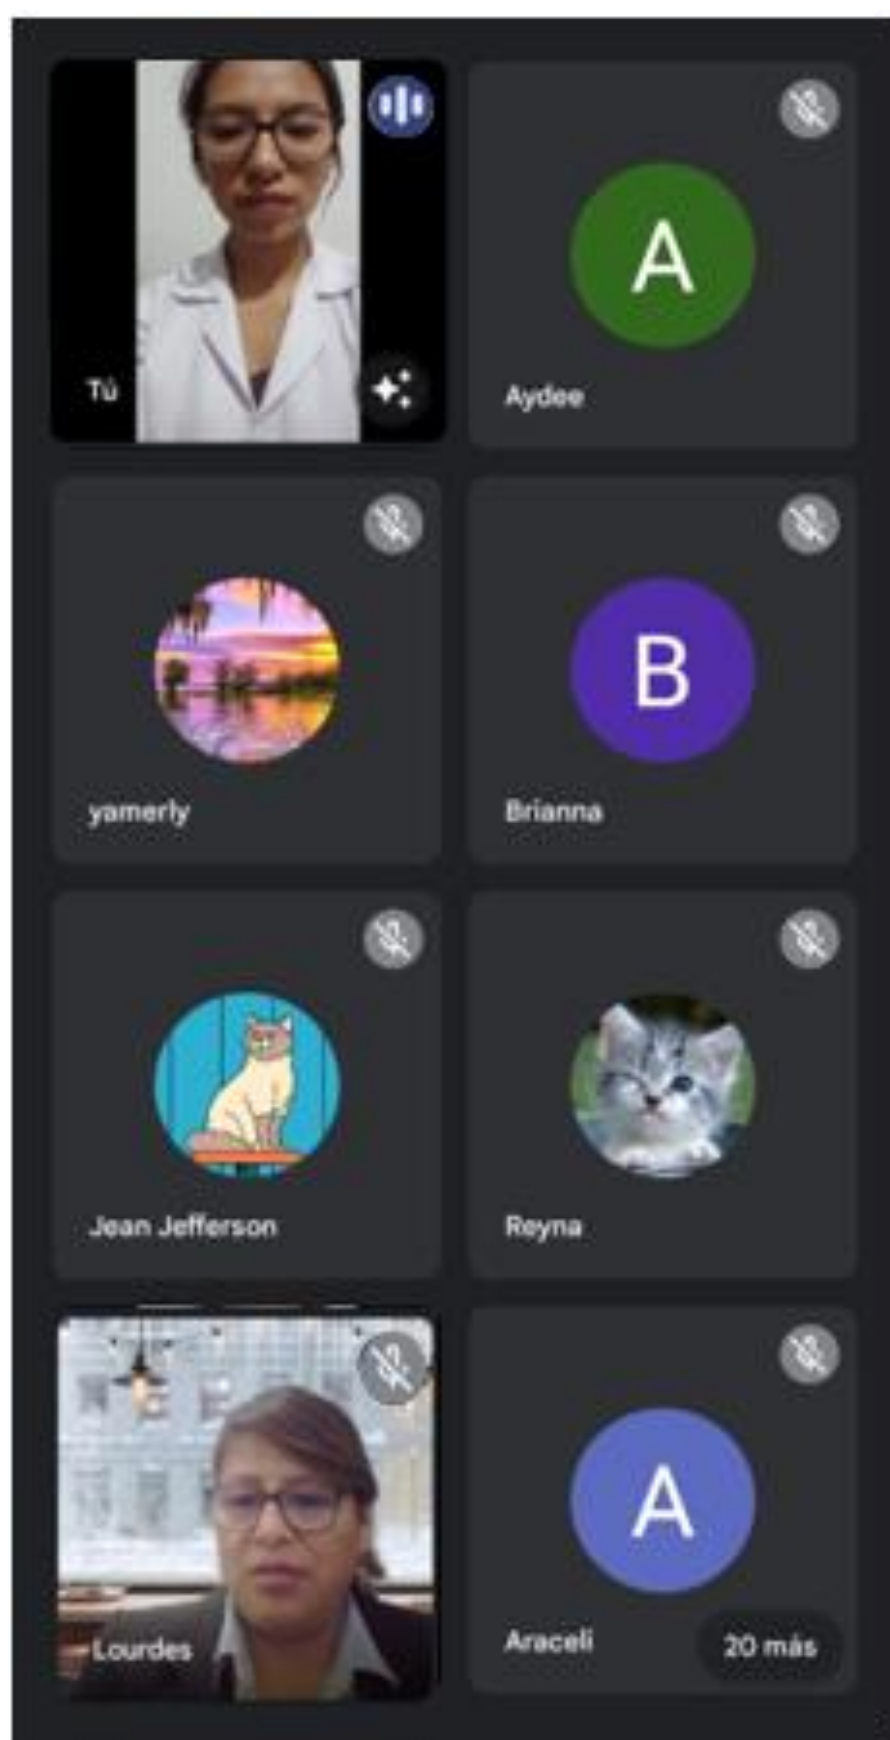 Tú
A
Aydee
yamerly
B
Brianna
Jean Jefferson
Reyna
Lourdes
A
Araceli
20 más